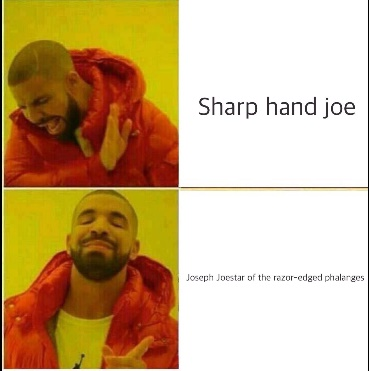 Sharp hand joe
Joseph Joestar of the razor-edged phalanges